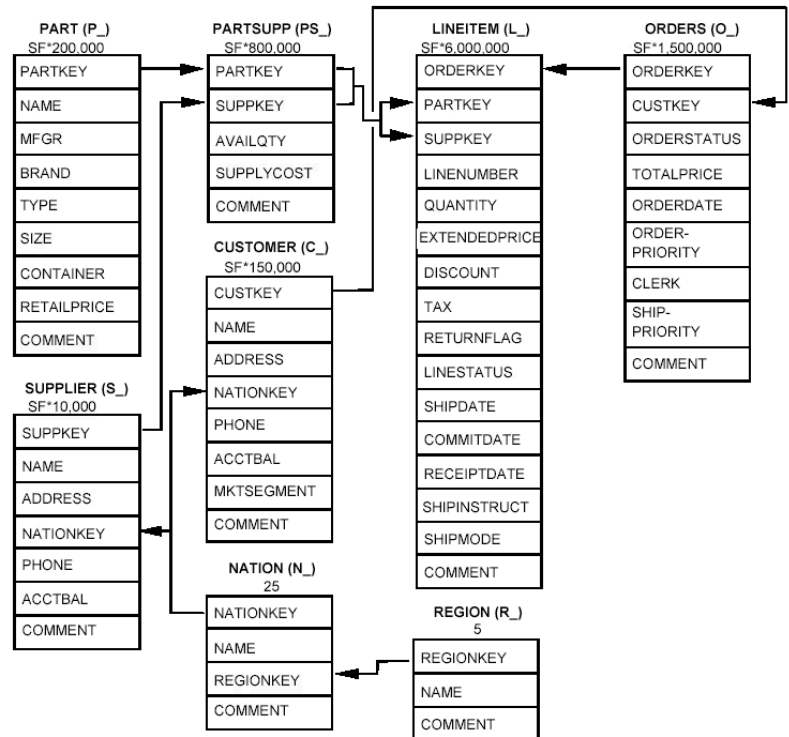 PART (P_)
SF*200,000
PARTKEY
NAME
MFGR
BRAND
TYPE
SIZE
CONTAINER
RETAILPRICE
COMMENT
SUPPLIER (S_)
SF*10,000
SUPPKEY
NAME
ADDRESS
NATIONKEY
PHONE
ACCTBAL
COMMENT
PARTSUPP (PS_)
SF*800,000
PARTKEY
SUPPKEY
AVAILQTY
SUPPLYCOST
COMMENT
CUSTOMER (C_)
SF*150,000
CUSTKEY
NAME
ADDRESS
NATIONKEY
PHONE
ACCTBAL
MKTSEGMENT
COMMENT
NATION (N_)
25
NATIONKEY
NAME
REGIONKEY
COMMENT
LINEITEM (L_)
SF*6,000,000
ORDERKEY
PARTKEY
SUPPKEY
LINENUMBER
QUANTITY
EXTENDEDPRICE
DISCOUNT
TAX
RETURNFLAG
LINESTATUS
SHIPDATE
COMMITDATE
RECEIPTDATE
SHIPINSTRUCT
SHIPMODE
COMMENT
REGION (R_)
5
REGIONKEY
NAME
COMMENT
ORDERS (O_)
SF*1,500,000
ORDERKEY
CUSTKEY
ORDERSTATUS
TOTALPRICE
ORDERDATE
ORDER-
PRIORITY
CLERK
SHIP-
PRIORITY
COMMENT